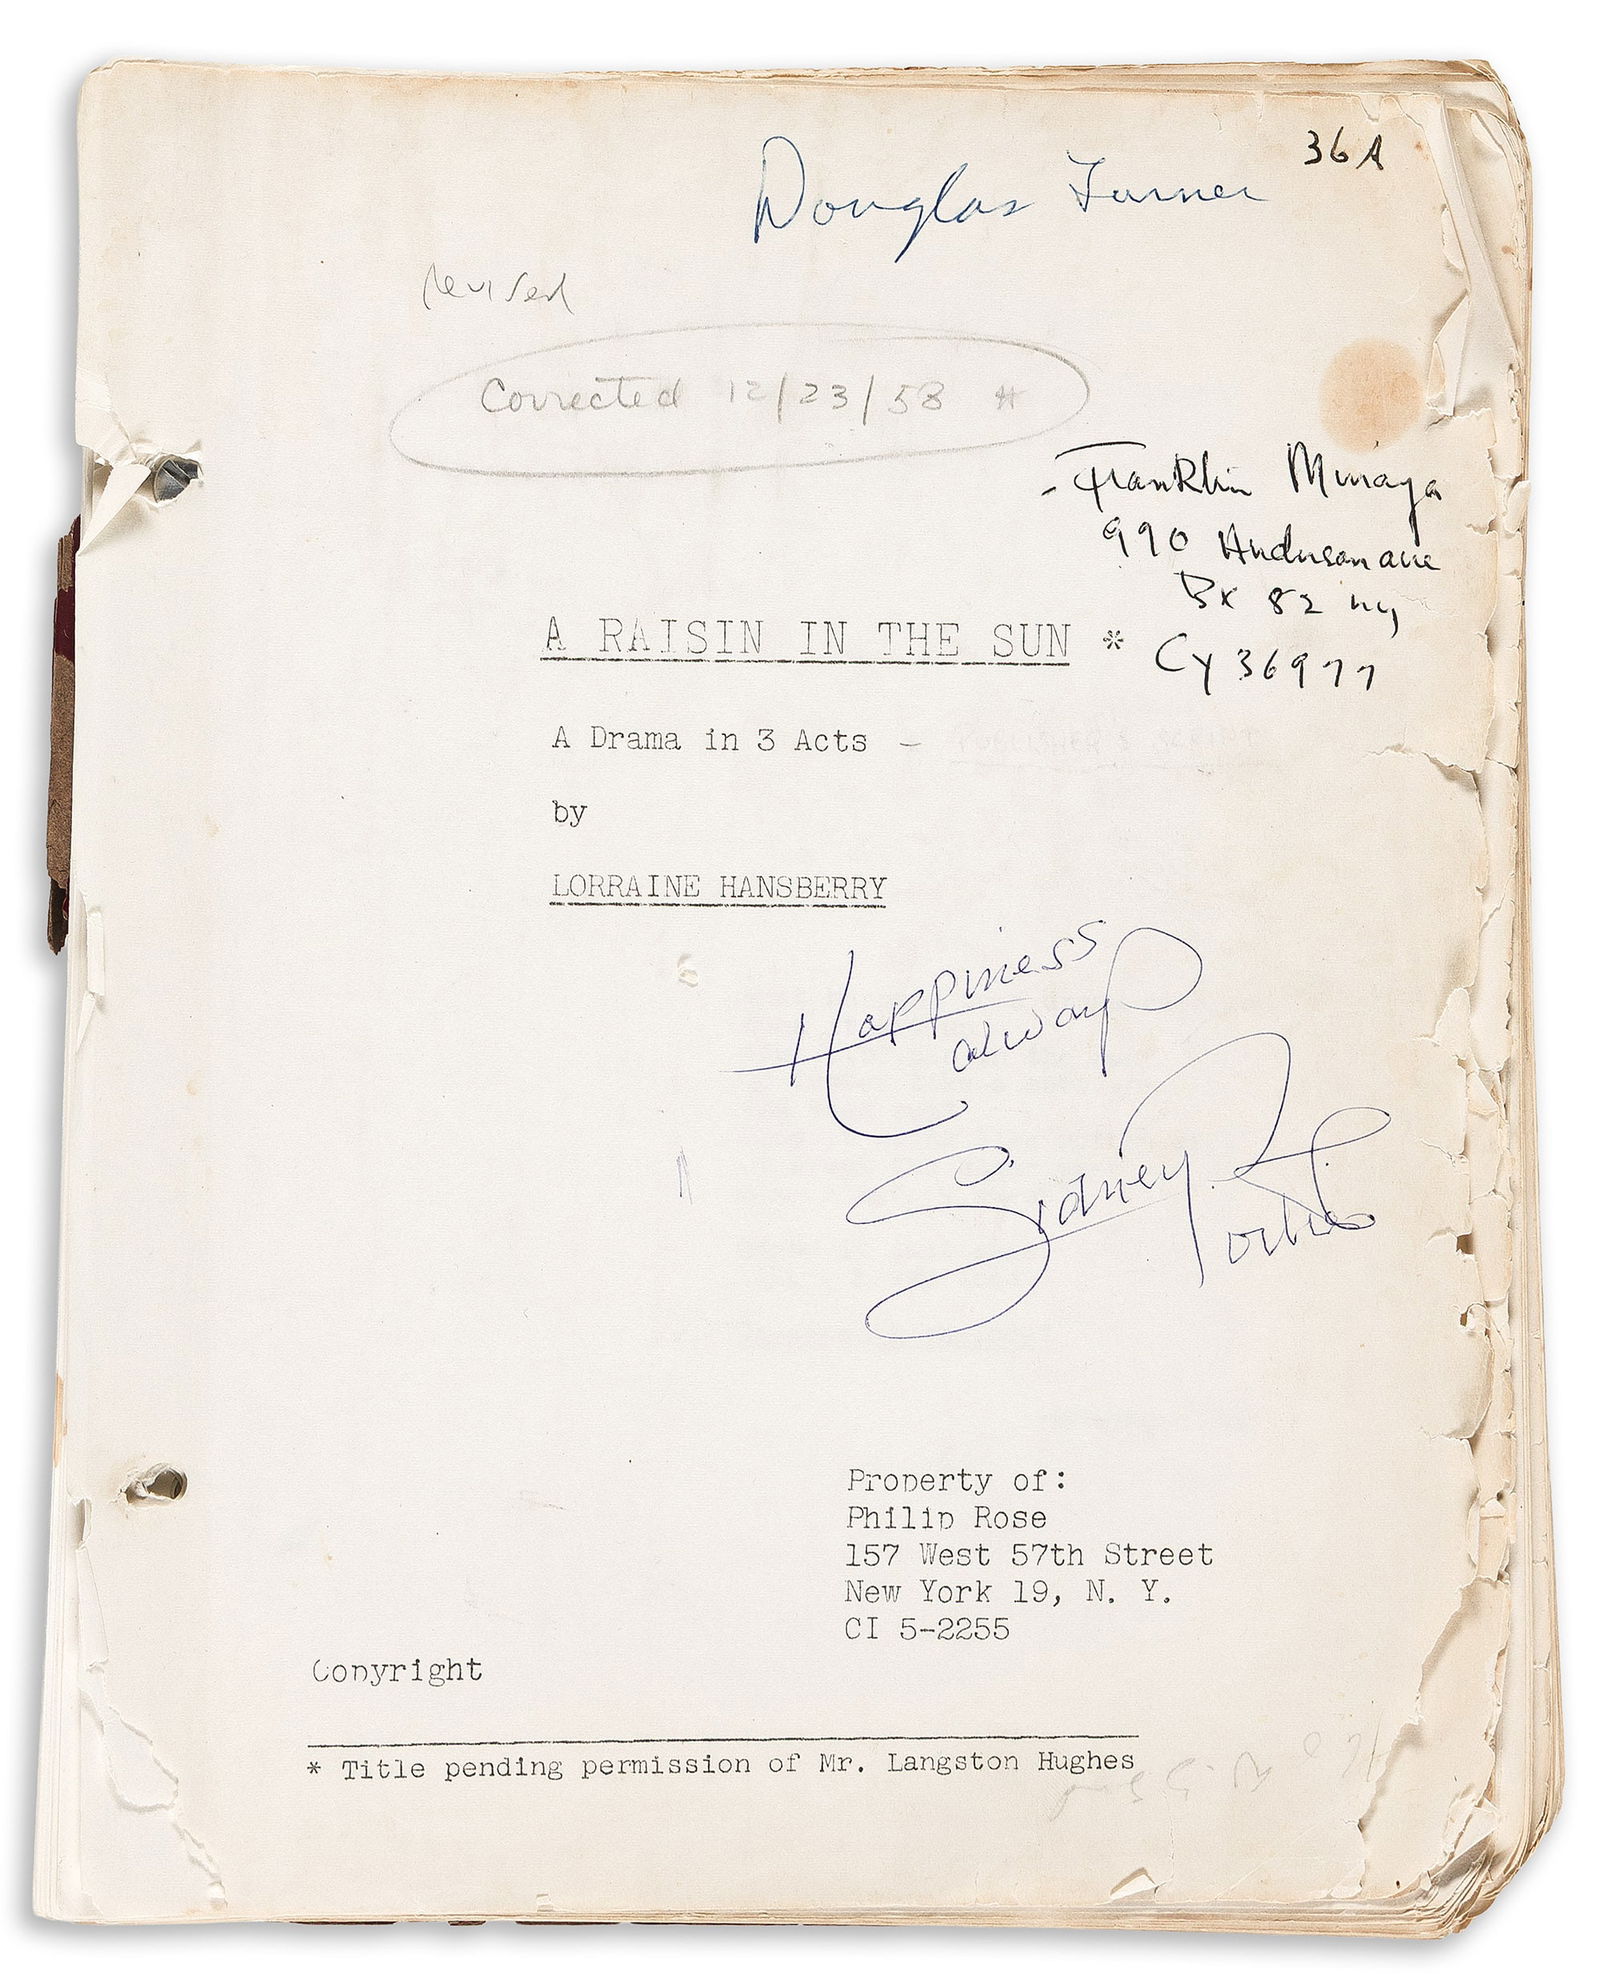 36A
Douglas Turner
revised
Corrected 12/23/58 #
- Franklin Minaya
990 Anderson ave
Bx 82 ny
A RAISIN IN THE SUN *
Cy 36977
A Drama in 3 Acts -
by
LORRAINE HANSBERRY
Happiness
always
Sidney Poitier
Property of:
Philip Rose
157 West 57th Street
New York 19, N. Y.
CI 5-2255
Copyright
* Title pending permission of Mr. Langston Hughes